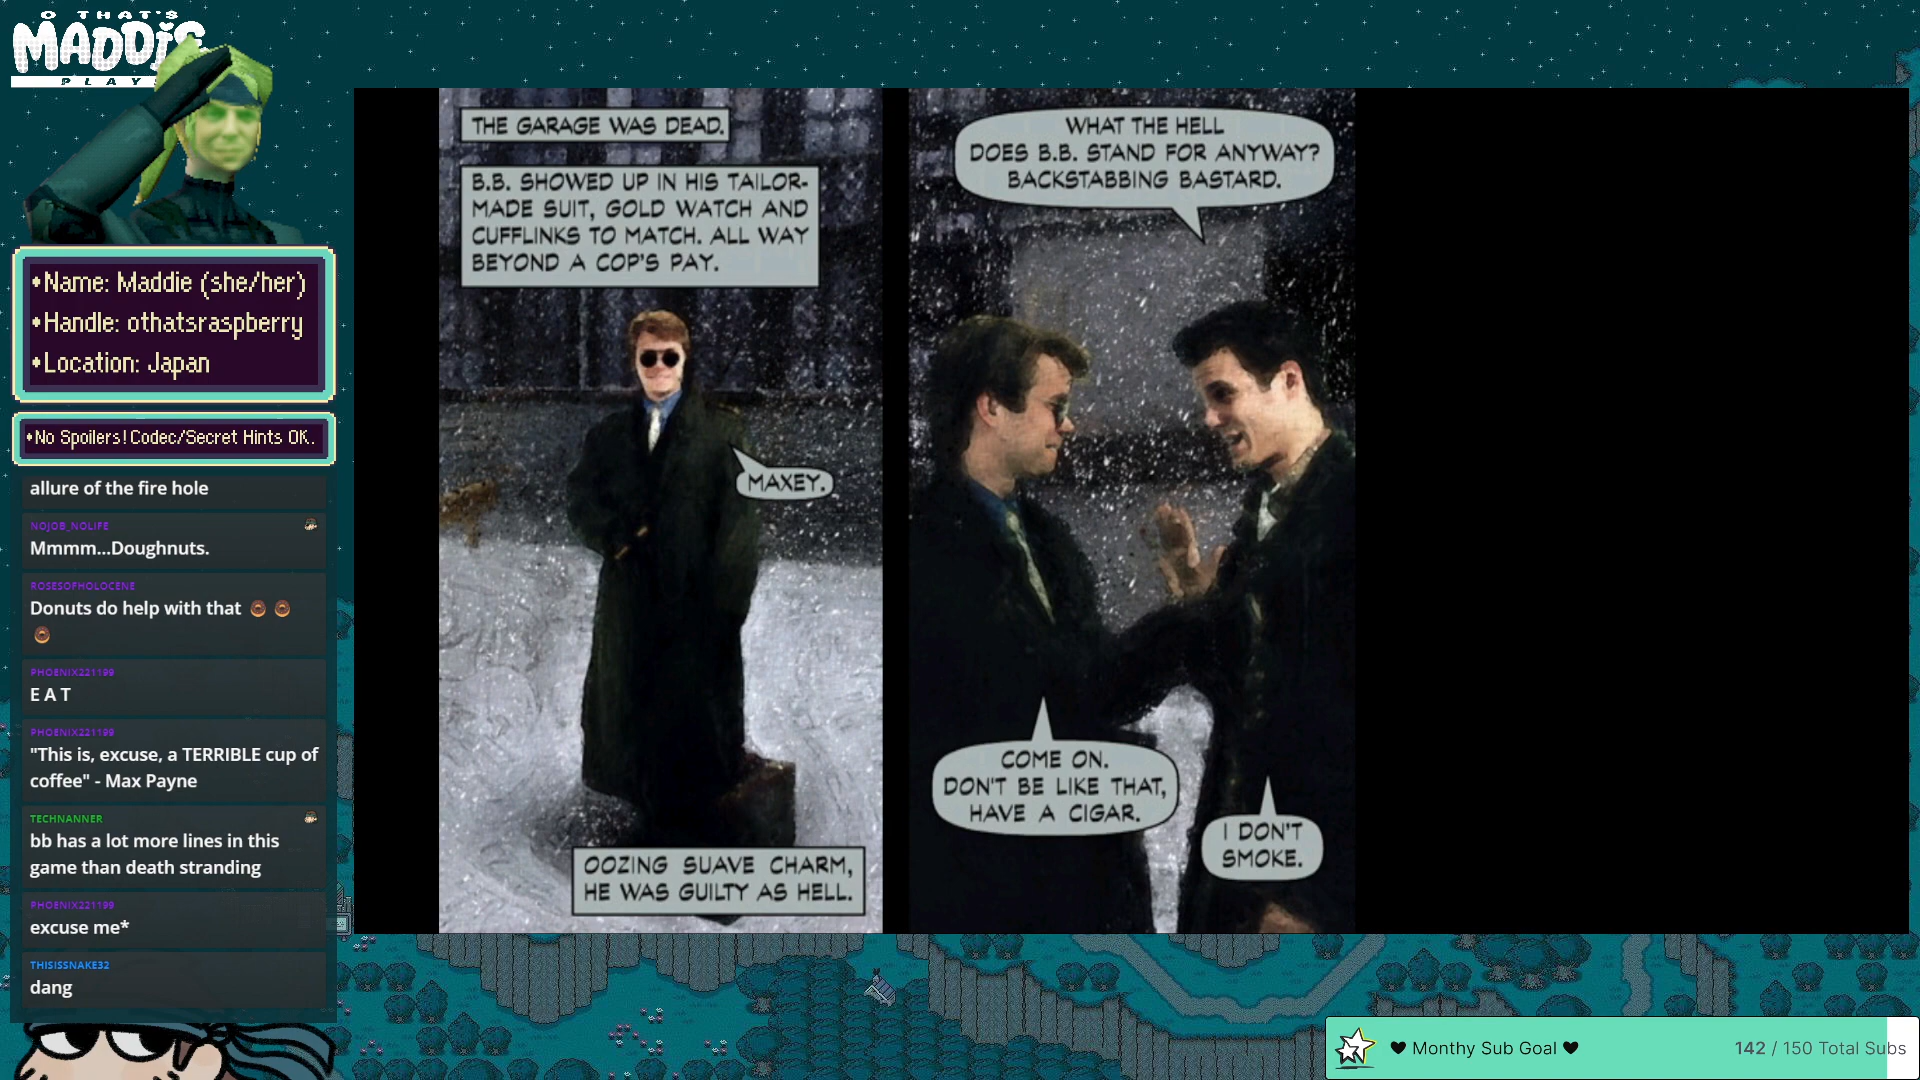 O THAT'S
MADDIE
PLAYS
•Name: Maddie (she/her)
•Handle: othatsraspberry
•Location: Japan
•No Spoilers! Codec/Secret Hints OK.
allure of the fire hole
NOJOB_NOLIFE
Mmmm...Doughnuts.
ROSESOFHOLOCENE
Donuts do help with that
PHOENIX221199
E A T
PHOENIX221199
"This is, excuse, a TERRIBLE cup of
coffee" - Max Payne
TECHNANNER
bb has a lot more lines in this
game than death stranding
PHOENIX221199
excuse me*
THISISSNAKE32
dang
THE GARAGE WAS DEAD.
B.B. SHOWED UP IN HIS TAILOR-
MADE SUIT, GOLD WATCH AND
CUFFLINKS TO MATCH. ALL WAY
BEYOND A COP'S PAY.
MAXEY.
OOZING SUAVE CHARM,
HE WAS GUILTY AS HELL.
WHAT THE HELL
DOES B.B. STAND FOR ANYWAY?
BACKSTABBING BASTARD.
COME ON.
DON'T BE LIKE THAT,
HAVE A CIGAR.
I DON'T
SMOKE.
♥ Monthy Sub Goal ♥
142 / 150 Total Subs